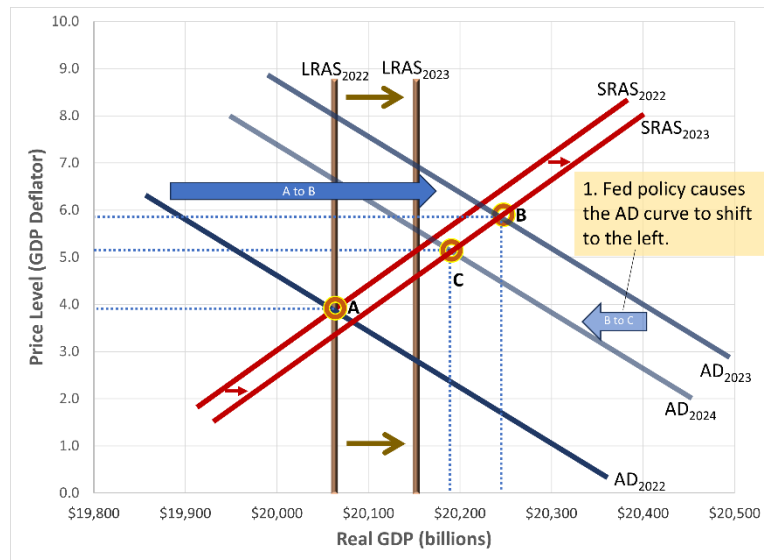 10.0
9.0
8.0
7.0
6.0
5.0
4.0
3.0
2.0
1.0
0.0
Price Level (GDP Deflator)
LRAS2022
LRAS2023
SRAS2022
SRAS2023
A to B
1. Fed policy causes
the AD curve to shift
to the left.
B
C
A
B to C
AD2023
AD2024
AD2022
$19,800
$19,900
$20,000
$20,100
$20,200
$20,300
$20,400
$20,500
Real GDP (billions)